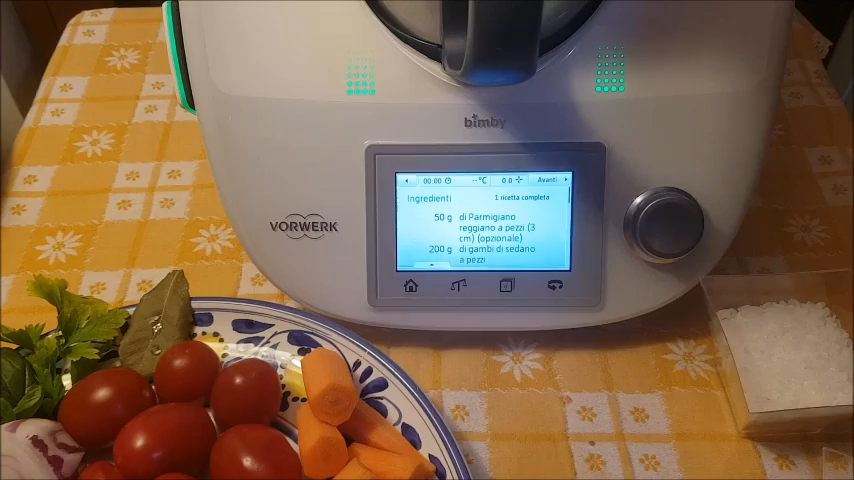 bimby
00:00 --°C 0.0 Avanti
Ingredienti 1 ricetta completa
50 g di Parmigiano
reggiano a pezzi (3
cm) (opzionale)
200 g di gambi di sedano
a pezzi
VORWERK